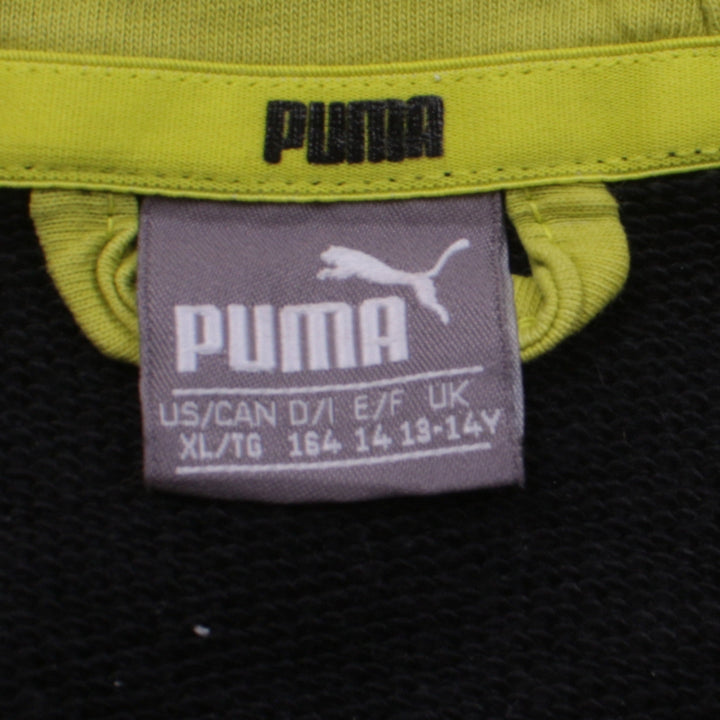 PUMA
PUMA
US/CAN D/I E/F UK
XL/TG 164 14 13-14Y